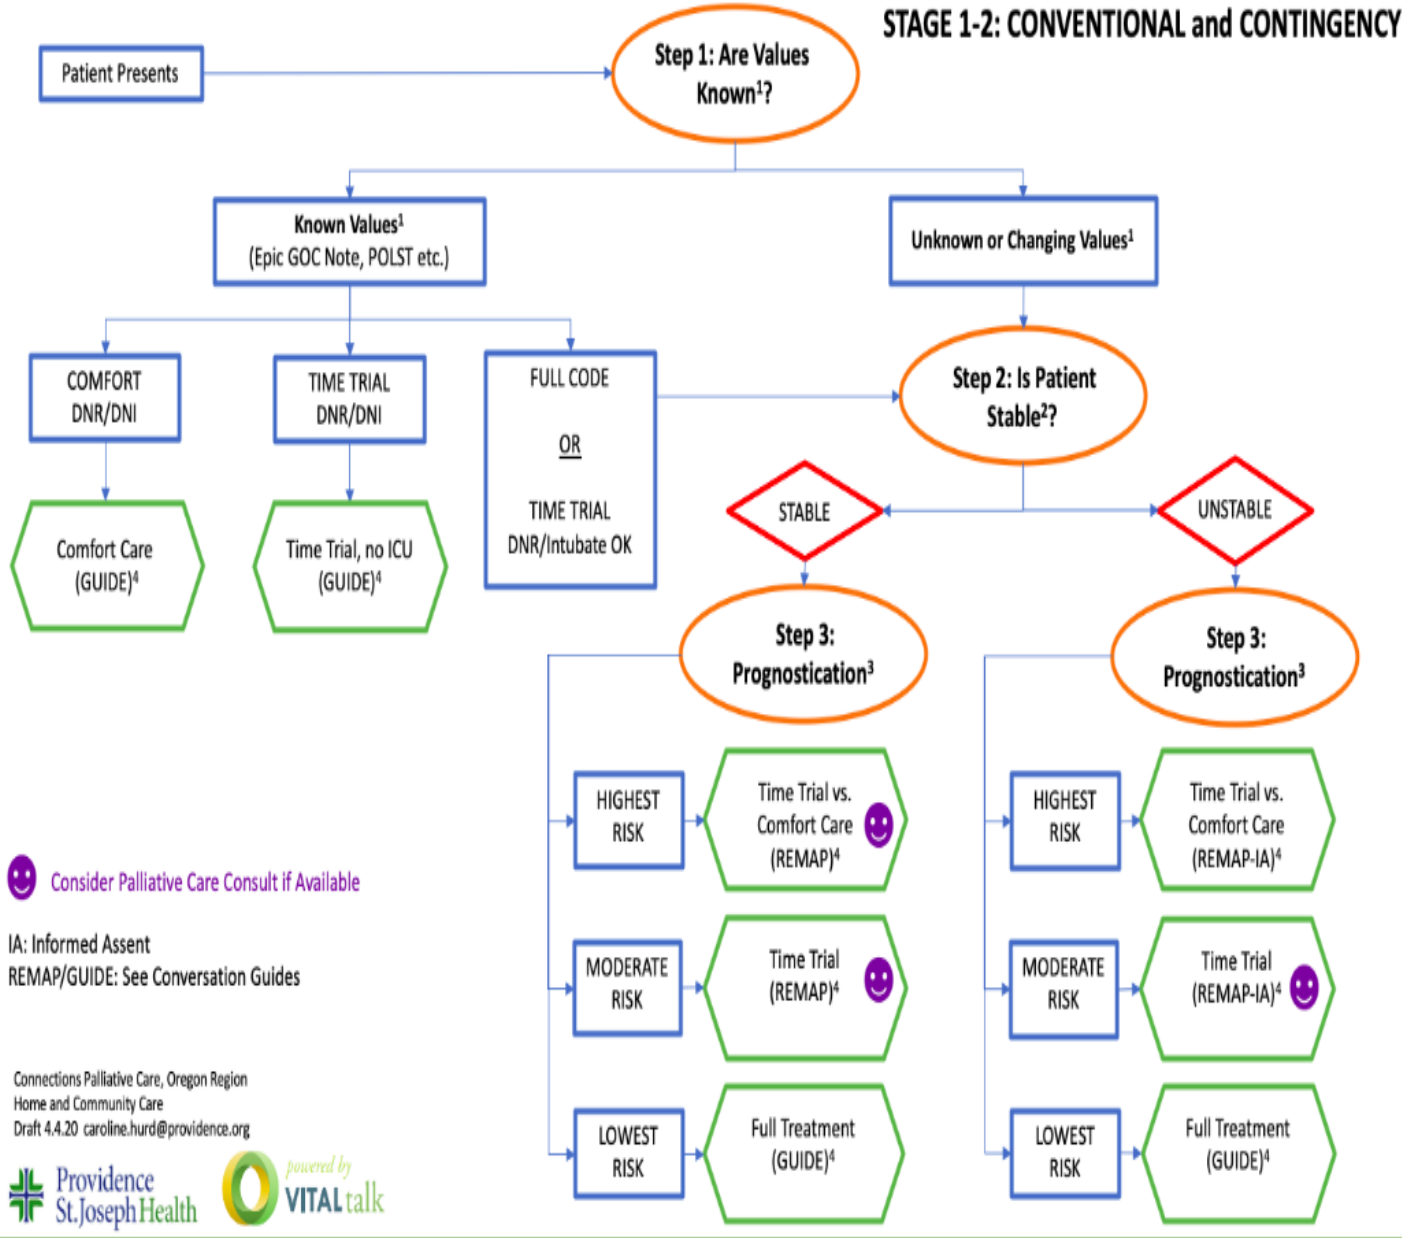 STAGE 1-2: CONVENTIONAL and CONTINGENCY
Patient Presents
Step 1: Are Values
Known¹?
Known Values¹
(Epic GOC Note, POLST etc.)
Unknown or Changing Values¹
COMFORT
DNR/DNI
TIME TRIAL
DNR/DNI
FULL CODE
OR
TIME TRIAL
DNR/Intubate OK
Step 2: Is Patient
Stable²?
Comfort Care
(GUIDE)⁴
Time Trial, no ICU
(GUIDE)⁴
STABLE
UNSTABLE
Step 3:
Prognostication³
Step 3:
Prognostication³
HIGHEST
RISK
Time Trial vs.
Comfort Care
(REMAP)⁴
HIGHEST
RISK
Time Trial vs.
Comfort Care
(REMAP-IA)⁴
MODERATE
RISK
Time Trial
(REMAP)⁴
MODERATE
RISK
Time Trial
(REMAP-IA)⁴
LOWEST
RISK
Full Treatment
(GUIDE)⁴
LOWEST
RISK
Full Treatment
(GUIDE)⁴
Consider Palliative Care Consult if Available
IA: Informed Assent
REMAP/GUIDE: See Conversation Guides
Connections Palliative Care, Oregon Region
Home and Community Care
Draft 4.4.20 caroline.hurd@providence.org
Providence
St.Joseph Health
powered by
VITALtalk